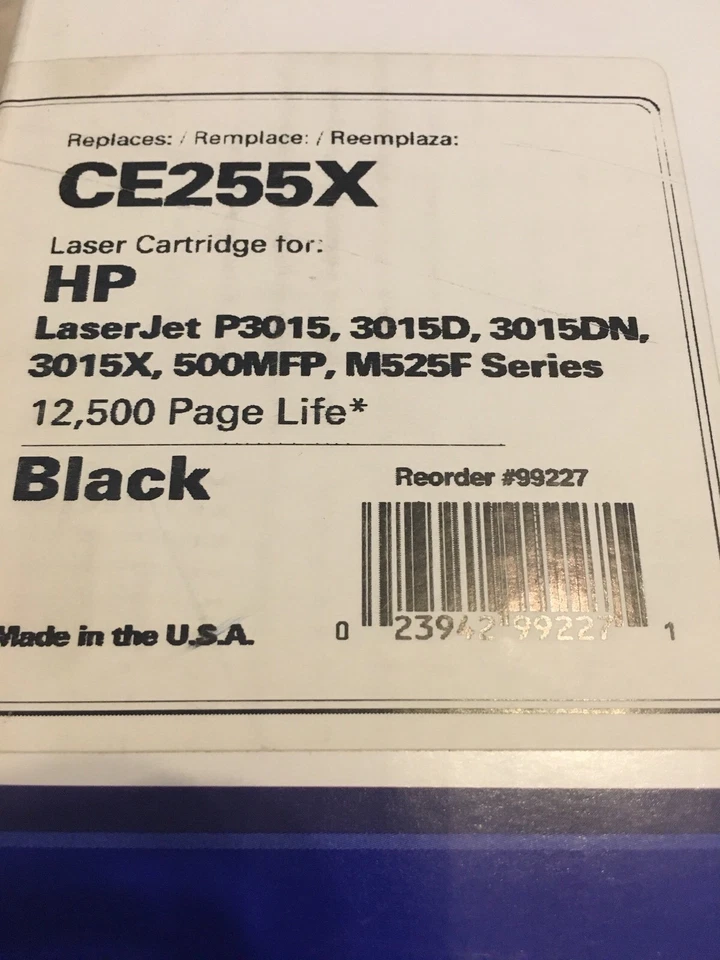 Replaces: / Remplace: / Reemplaza:
CE255X
Laser Cartridge for:
HP
LaserJet P3015, 3015D, 3015DN,
3015X, 500MFP, M525F Series
12,500 Page Life*
Black
Reorder #99227
Made in the U.S.A.
0 23942 99227 1